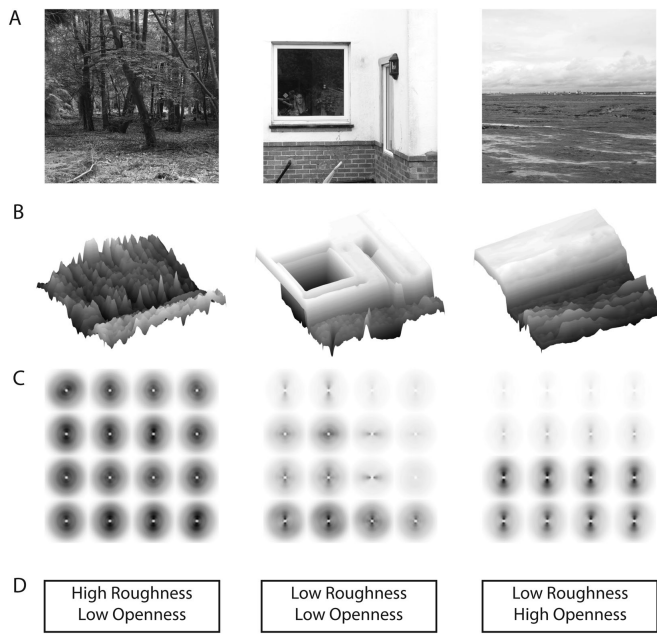 A
B
C
D
High Roughness
Low Openness
Low Roughness
Low Openness
Low Roughness
High Openness